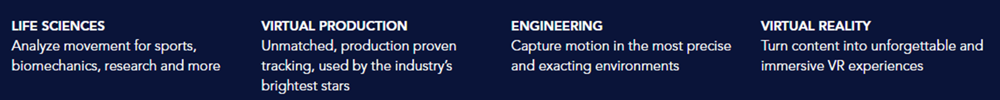 LIFE SCIENCES
Analyze movement for sports,
biomechanics, research and more
VIRTUAL PRODUCTION
Unmatched, production proven
tracking, used by the industry’s
brightest stars
ENGINEERING
Capture motion in the most precise
and exacting environments
VIRTUAL REALITY
Turn content into unforgettable and
immersive VR experiences